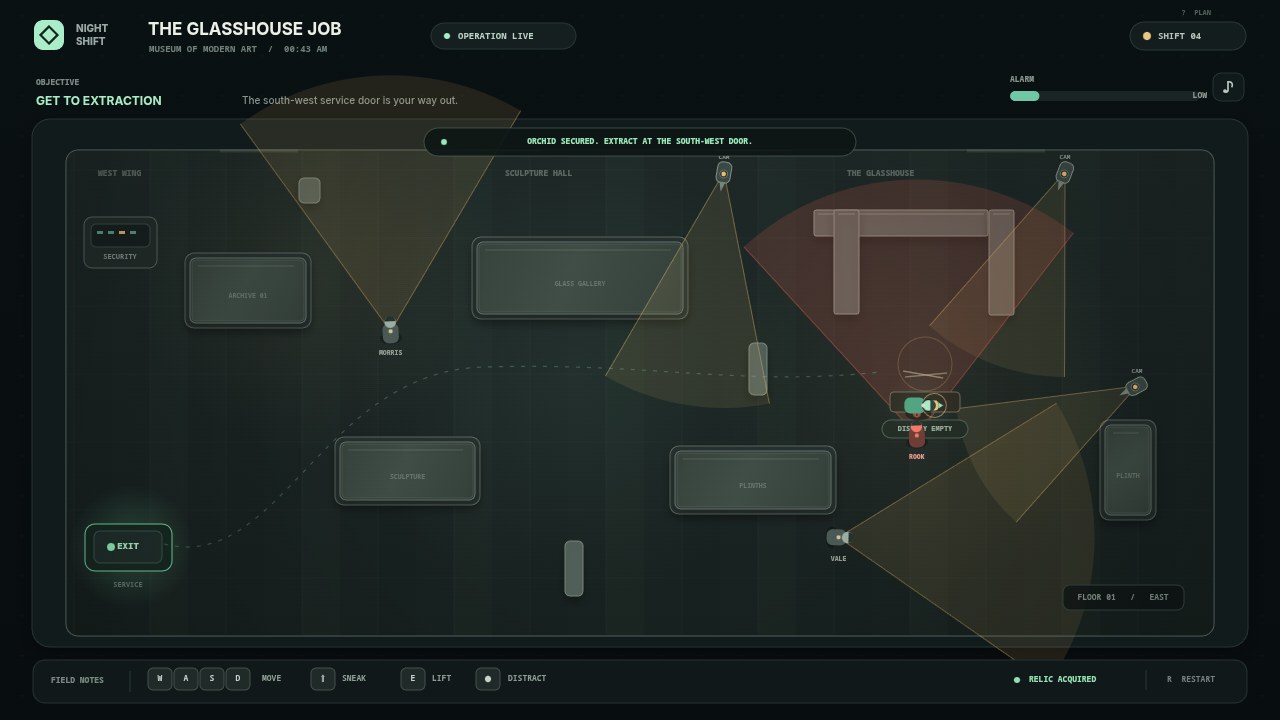 NIGHT
SHIFT
THE GLASSHOUSE JOB
MUSEUM OF MODERN ART / 00:43 AM
OPERATION LIVE
? PLAN
SHIFT 04
OBJECTIVE
GET TO EXTRACTION
The south-west service door is your way out.
ALARM
LOW
ORCHID SECURED. EXTRACT AT THE SOUTH-WEST DOOR.
WEST WING
SCULPTURE HALL
CAM
THE GLASSHOUSE
CAM
SECURITY
ARCHIVE 01
GLASS GALLERY
MORRIS
CAM
ROOK
SCULPTURE
PLINTHS
PLINTH
EXIT
SERVICE
VALE
FLOOR 01 / EAST
FIELD NOTES
W A S D MOVE
SNEAK
E LIFT
DISTRACT
RELIC ACQUIRED
R RESTART